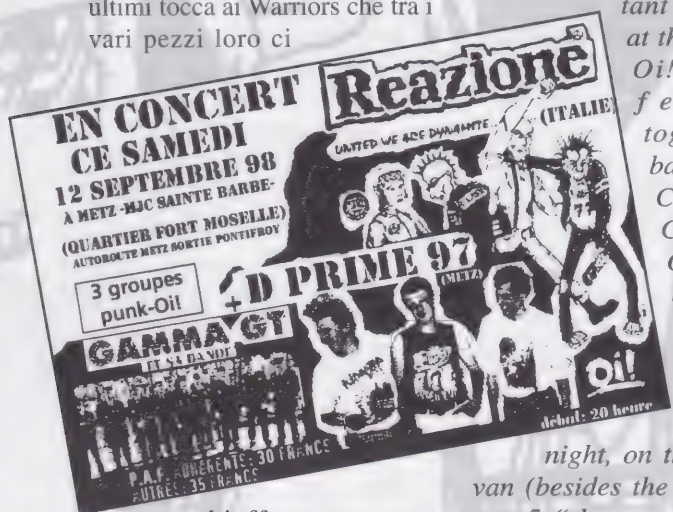 ultimi tocca ai Warriors che tra i
vari pezzi loro ci
EN CONCERT
CE SAMEDI
12 SEPTEMBRE 98
A METZ -MJC SAINTE BARBE-
(QUARTIER FORT MOSELLE)
AUTOROUTE METZ SORTIE PONTIFROY
3 groupes
punk-Oi!
Reazione
(ITALIE)
UNITED WE ARE DYNAMITE
+ D PRIME 97
(METZ)
GAMMA GT
ET SA BANDE
Oi!
début: 20 heure
P.A.F. ADHERENTS: 30 FRANCE
AUTRES: 35 FRANCE
tant
at th
Oi!
f e
tog
ba
C
night, on th
van (besides the